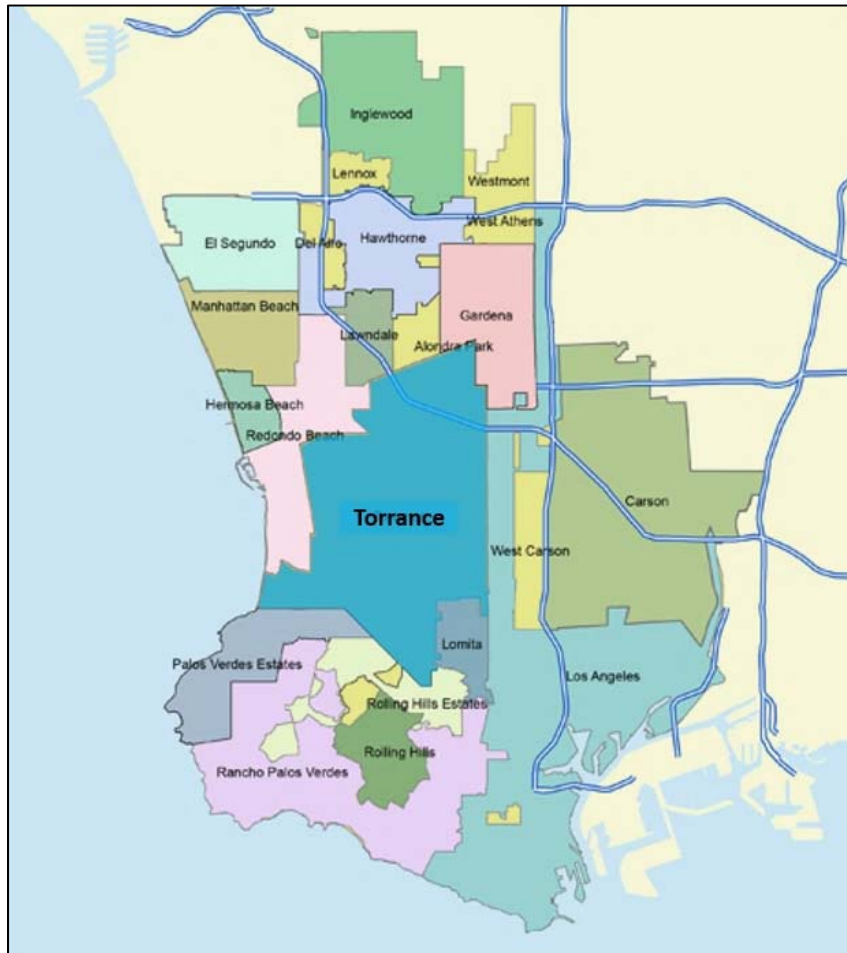 Inglewood
Lennox
Westmont
West Athens
El Segundo
Del Aire
Hawthorne
Manhattan Beach
Lawndale
Gardena
Alondra Park
Hermosa Beach
Redondo Beach
Torrance
Carson
West Carson
Lomita
Palos Verdes Estates
Los Angeles
Rolling Hills Estates
Rolling Hills
Rancho Palos Verdes